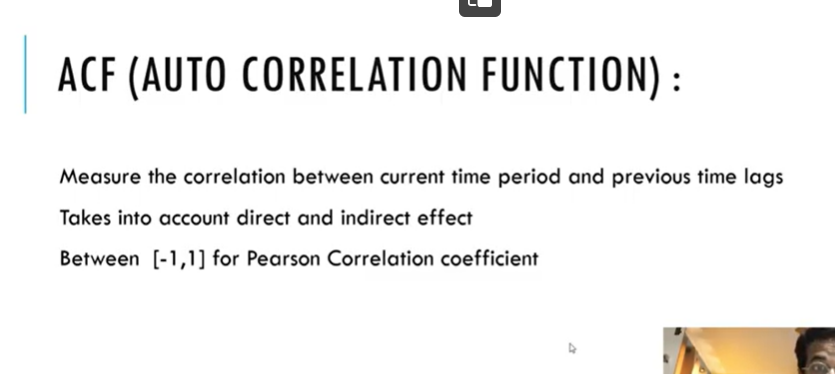 ACF (AUTO CORRELATION FUNCTION) :
Measure the correlation between current time period and previous time lags
Takes into account direct and indirect effect
Between [-1,1] for Pearson Correlation coefficient